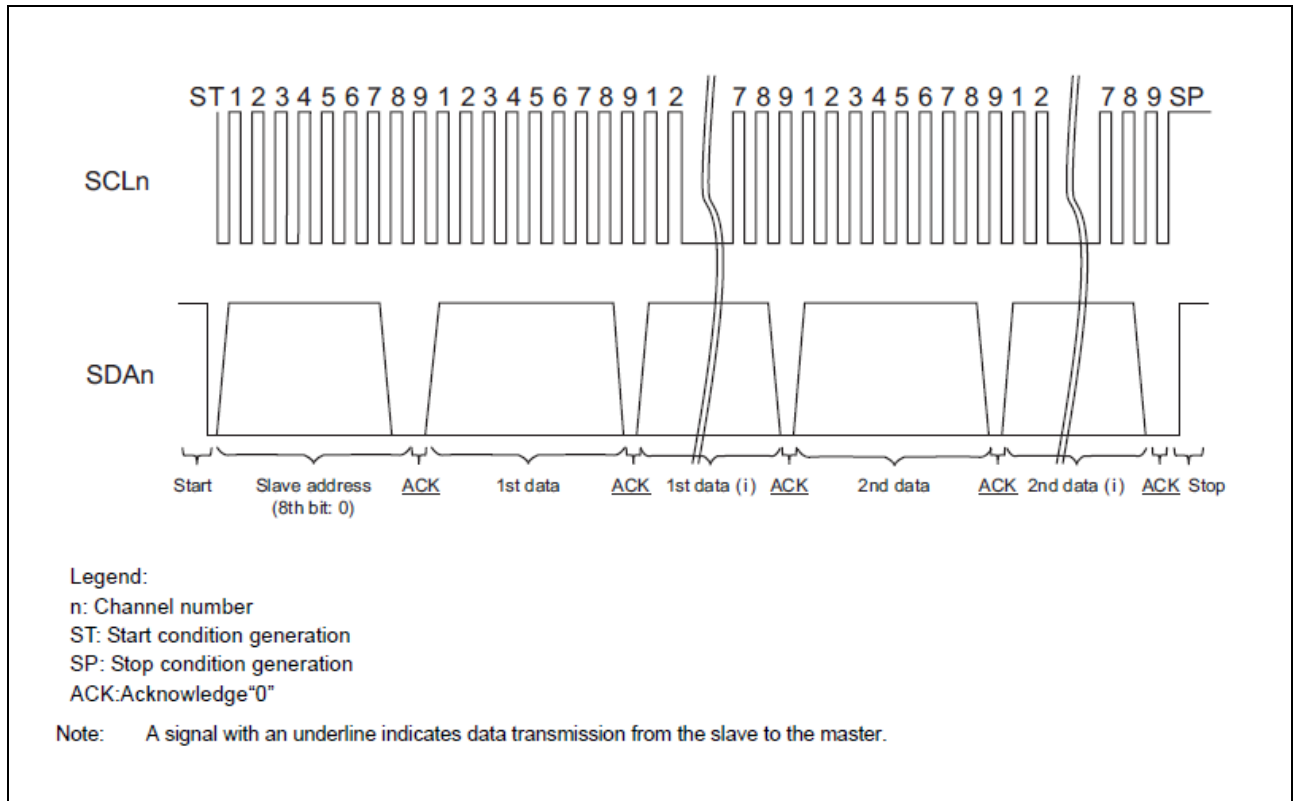 ST 1 2 3 4 5 6 7 8 9 1 2 3 4 5 6 7 8 9 1 2 7 8 9 1 2 3 4 5 6 7 8 9 1 2 7 8 9 SP
SCLn
SDAn
Start Slave address ACK 1st data ACK 1st data (i) ACK 2nd data ACK 2nd data (i) ACK Stop
(8th bit: 0)
Legend:
n: Channel number
ST: Start condition generation
SP: Stop condition generation
ACK:Acknowledge“0”
Note: A signal with an underline indicates data transmission from the slave to the master.